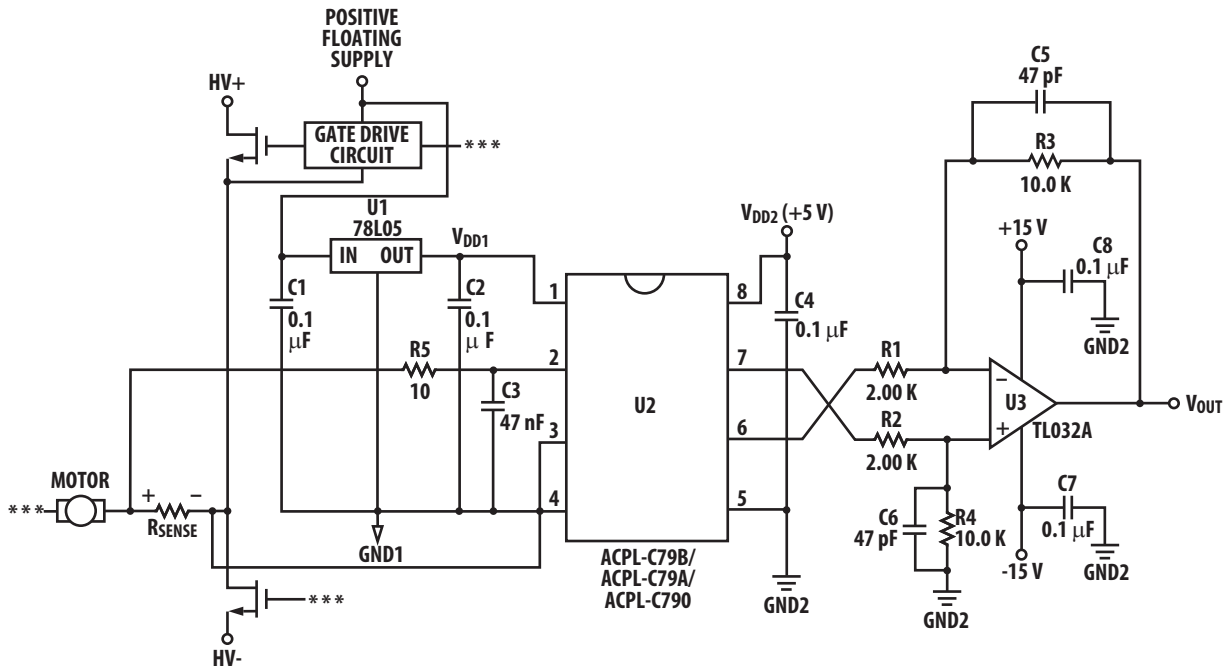 POSITIVE
FLOATING
SUPPLY
HV+
GATE DRIVE
CIRCUIT
***
U1
78L05
IN OUT
VDD1
C1
0.1
μF
C2
0.1
μ F
R5
10
C3
47 nF
MOTOR
***
+ −
RSENSE
GND1
***
HV-
1
2
3
4
U2
8
7
6
5
ACPL-C79B/
ACPL-C79A/
ACPL-C790
VDD2 (+5 V)
C4
0.1 μF
GND2
R1
2.00 K
R2
2.00 K
C5
47 pF
R3
10.0 K
+15 V
C8
0.1 μF
GND2
−
U3
+
TL032A
VOUT
C6
47 pF
R4
10.0 K
GND2
C7
0.1 μF
-15 V
GND2